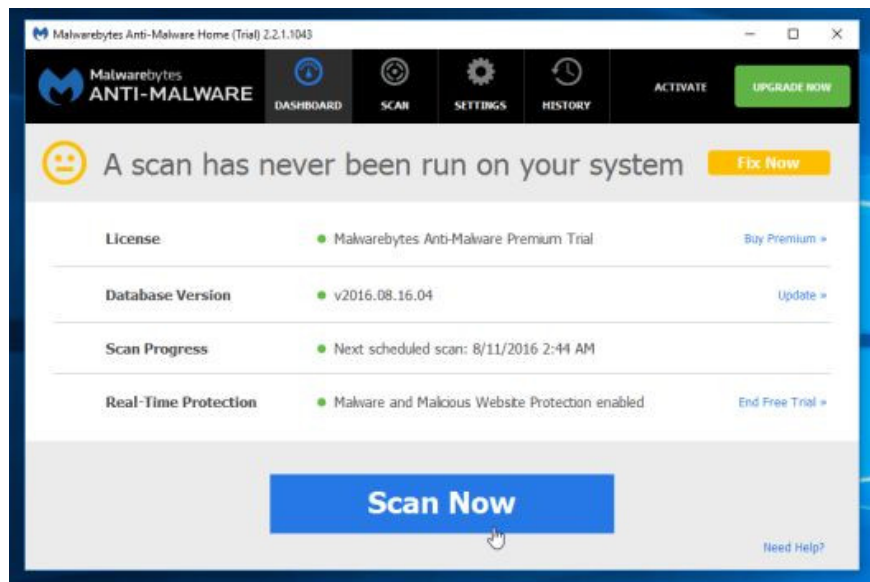 Malwarebytes Anti-Malware Home (Trial) 2.2.1.1043
Malwarebytes
ANTI-MALWARE
DASHBOARD
SCAN
SETTINGS
HISTORY
ACTIVATE
UPGRADE NOW
A scan has never been run on your system
Fix Now
License
Malwarebytes Anti-Malware Premium Trial
Buy Premium »
Database Version
v2016.08.16.04
Update »
Scan Progress
Next scheduled scan: 8/11/2016 2:44 AM
Real-Time Protection
Malware and Malicious Website Protection enabled
End Free Trial »
Scan Now
Need Help?